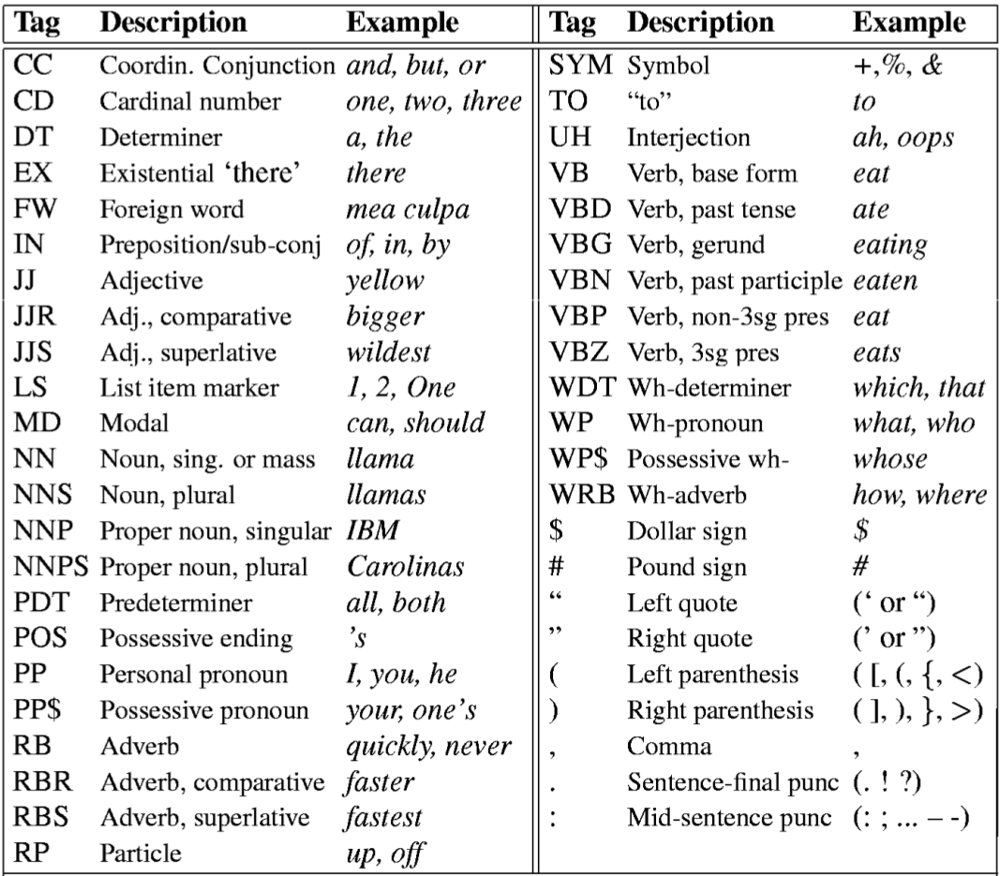 Tag Description Example Tag Description Example
CC Coordin. Conjunction and, but, or SYM Symbol +,%, &
CD Cardinal number one, two, three TO “to” to
DT Determiner a, the UH Interjection ah, oops
EX Existential ‘there’ there VB Verb, base form eat
FW Foreign word mea culpa VBD Verb, past tense ate
IN Preposition/sub-conj of, in, by VBG Verb, gerund eating
JJ Adjective yellow VBN Verb, past participle eaten
JJR Adj., comparative bigger VBP Verb, non-3sg pres eat
JJS Adj., superlative wildest VBZ Verb, 3sg pres eats
LS List item marker 1, 2, One WDT Wh-determiner which, that
MD Modal can, should WP Wh-pronoun what, who
NN Noun, sing. or mass llama WP$ Possessive wh- whose
NNS Noun, plural llamas WRB Wh-adverb how, where
NNP Proper noun, singular IBM $ Dollar sign $
NNPS Proper noun, plural Carolinas # Pound sign #
PDT Predeterminer all, both “ Left quote (‘ or “)
POS Possessive ending ’s ” Right quote (’ or ”)
PP Personal pronoun I, you, he ( Left parenthesis ( [, (, {, <)
PP$ Possessive pronoun your, one’s ) Right parenthesis ( ], ), }, >)
RB Adverb quickly, never , Comma ,
RBR Adverb, comparative faster . Sentence-final punc (. ! ?)
RBS Adverb, superlative fastest : Mid-sentence punc (: ; ... – -)
RP Particle up, off